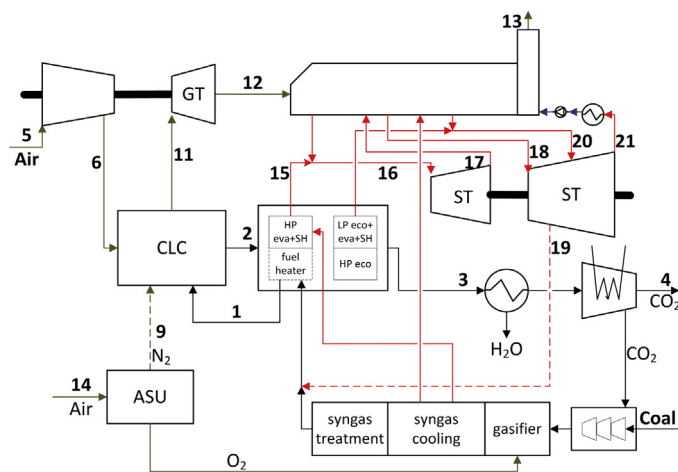 13
12
GT
5
Air
6
11
15
16
17
18
20
21
ST
ST
HP
eva+SH
LP eco+
eva+SH
fuel
heater
HP eco
CLC
2
19
3
4
CO₂
1
H₂O
CO₂
9
N₂
14
Air
ASU
syngas
treatment
syngas
cooling
gasifier
Coal
O₂